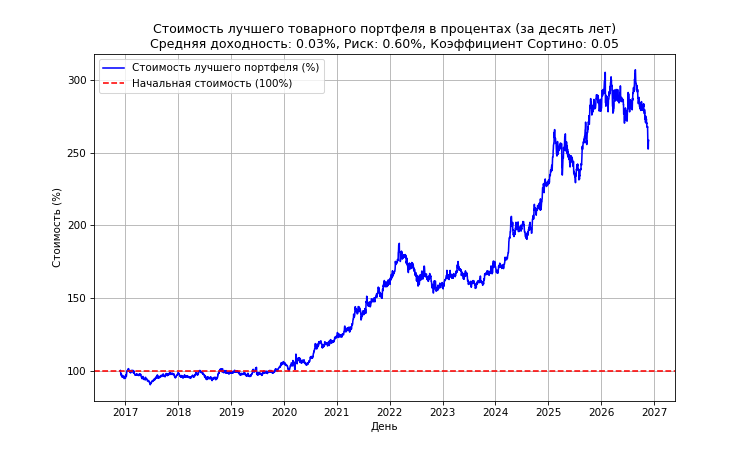 Стоимость лучшего товарного портфеля в процентах (за десять лет)
Средняя доходность: 0.03%, Риск: 0.60%, Коэффициент Сортино: 0.05
Стоимость лучшего портфеля (%)
Начальная стоимость (100%)
Стоимость (%)
300
250
200
150
100
2017 2018 2019 2020 2021 2022 2023 2024 2025 2026 2027
День